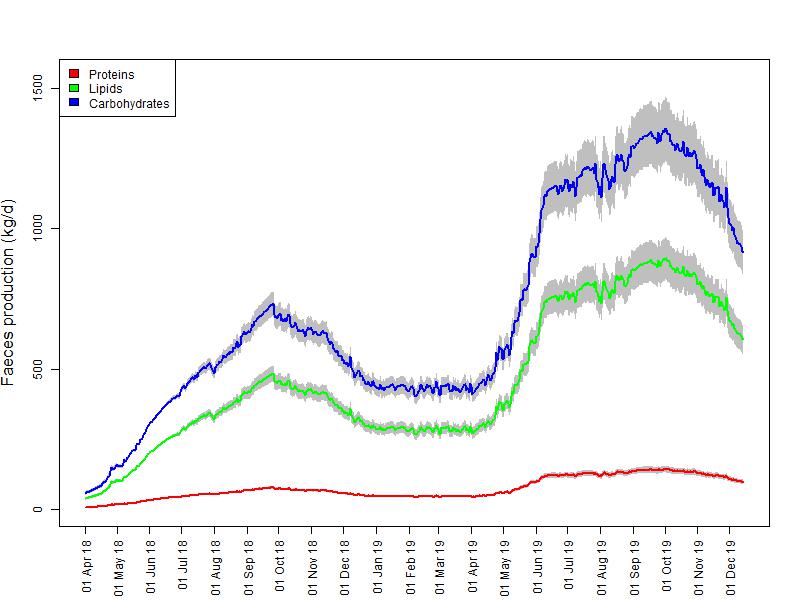 Proteins
Lipids
Carbohydrates
Faeces production (kg/d)
1500
1000
500
0
01 Apr 18
01 May 18
01 Jun 18
01 Jul 18
01 Aug 18
01 Sep 18
01 Oct 18
01 Nov 18
01 Dec 18
01 Jan 19
01 Feb 19
01 Mar 19
01 Apr 19
01 May 19
01 Jun 19
01 Jul 19
01 Aug 19
01 Sep 19
01 Oct 19
01 Nov 19
01 Dec 19